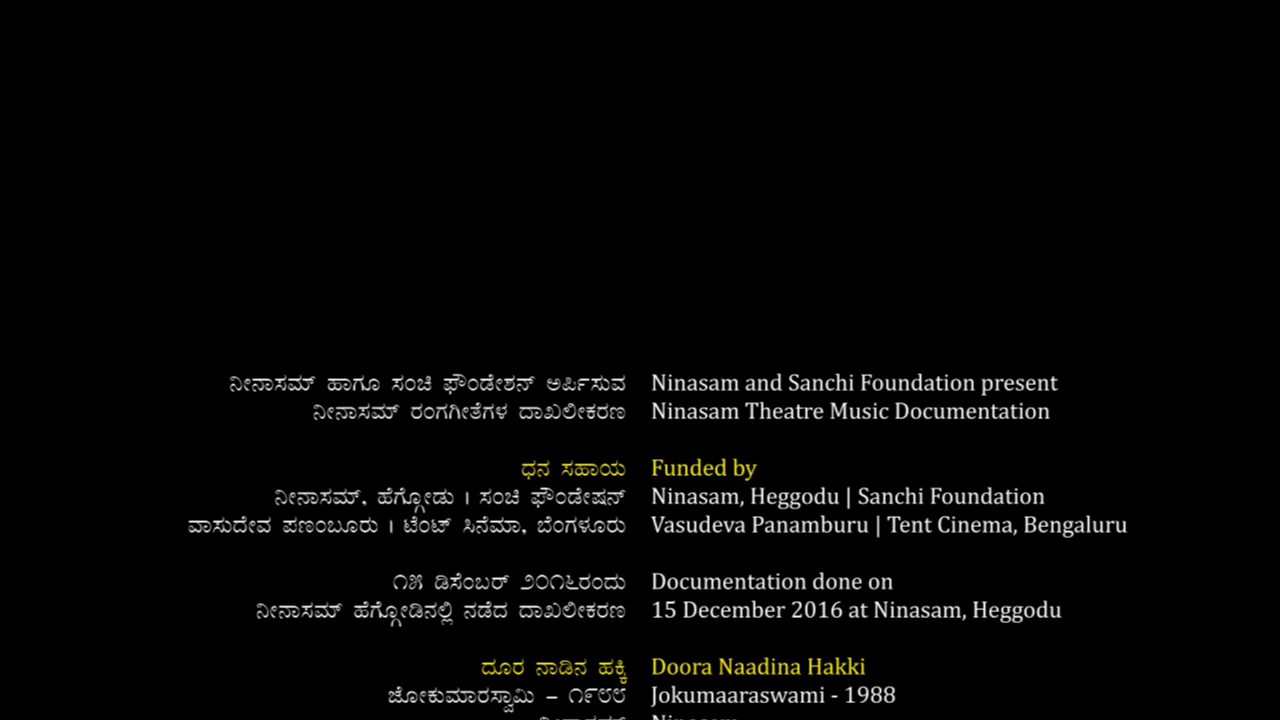 ನೀನಾಸಮ್ ಹಾಗೂ ಸಂಚಿ ಫೌಂಡೇಶನ್ ಅರ್ಪಿಸುವ Ninasam and Sanchi Foundation present
ನೀನಾಸಮ್ ರಂಗಗೀತೆಗಳ ದಾಖಲೀಕರಣ Ninasam Theatre Music Documentation
ಧನ ಸಹಾಯ Funded by
ನೀನಾಸಮ್, ಹೆಗ್ಗೋಡು | ಸಂಚಿ ಫೌಂಡೇಷನ್ Ninasam, Heggodu | Sanchi Foundation
ವಾಸುದೇವ ಪಣಂಬೂರು | ಟೆಂಟ್ ಸಿನೆಮಾ, ಬೆಂಗಳೂರು Vasudeva Panamburu | Tent Cinema, Bengaluru
೧೫ ಡಿಸೆಂಬರ್ ೨೦೧೬ರಂದು Documentation done on
ನೀನಾಸಮ್ ಹೆಗ್ಗೋಡಿನಲ್ಲಿ ನಡೆದ ದಾಖಲೀಕರಣ 15 December 2016 at Ninasam, Heggodu
ದೂರ ನಾಡಿನ ಹಕ್ಕಿ Doora Naadina Hakki
ಜೋಕುಮಾರಸ್ವಾಮಿ – ೧೯೮೮ Jokumaaraswami - 1988